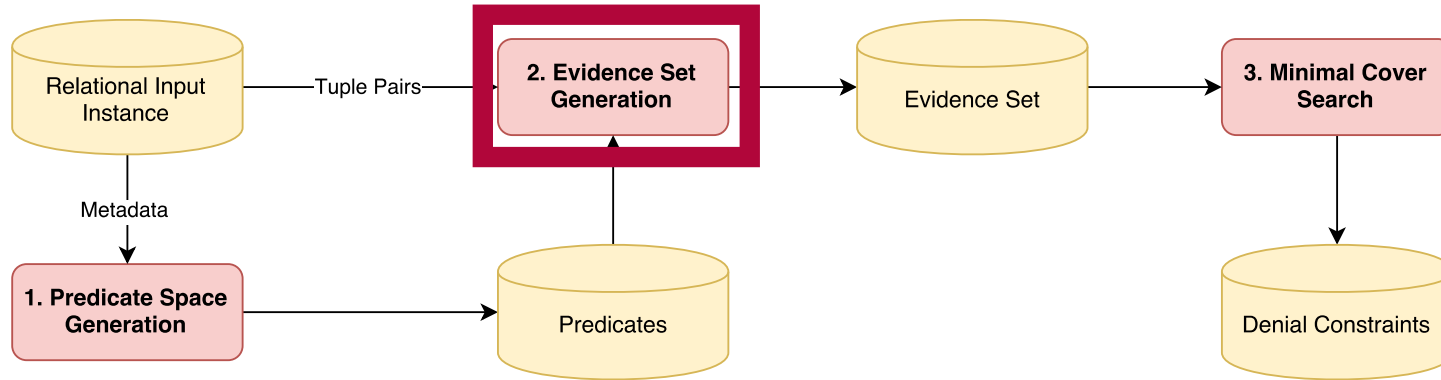 Relational Input
Instance
Tuple Pairs
2. Evidence Set
Generation
Evidence Set
3. Minimal Cover
Search
Metadata
1. Predicate Space
Generation
Predicates
Denial Constraints